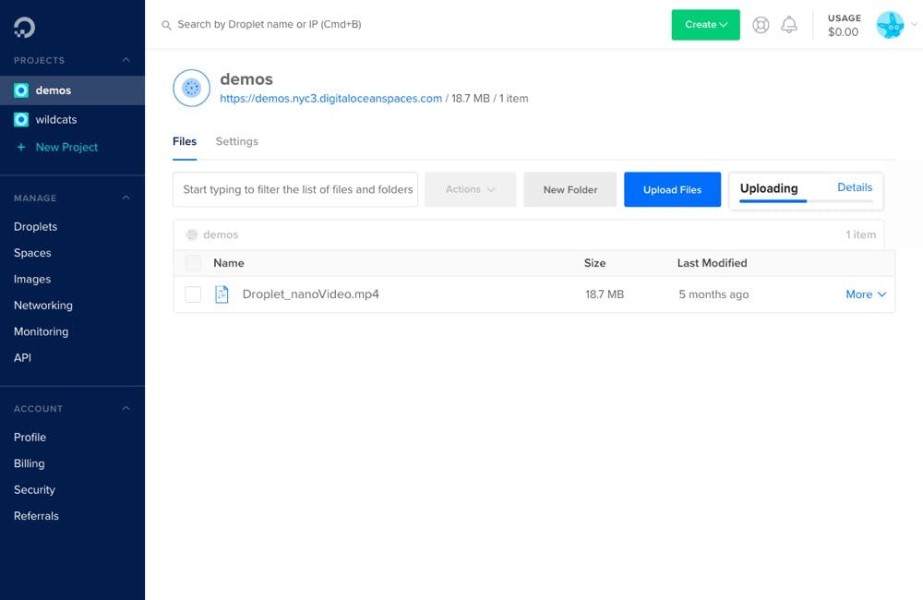 Search by Droplet name or IP (Cmd+B)
Create
USAGE
$0.00
PROJECTS
demos
wildcats
+ New Project
MANAGE
Droplets
Spaces
Images
Networking
Monitoring
API
ACCOUNT
Profile
Billing
Security
Referrals
demos
https://demos.nyc3.digitaloceanspaces.com / 18.7 MB / 1 item
Files Settings
Start typing to filter the list of files and folders Actions New Folder Upload Files Uploading Details
demos 1 item
Name Size Last Modified
Droplet_nanoVideo.mp4 18.7 MB 5 months ago More